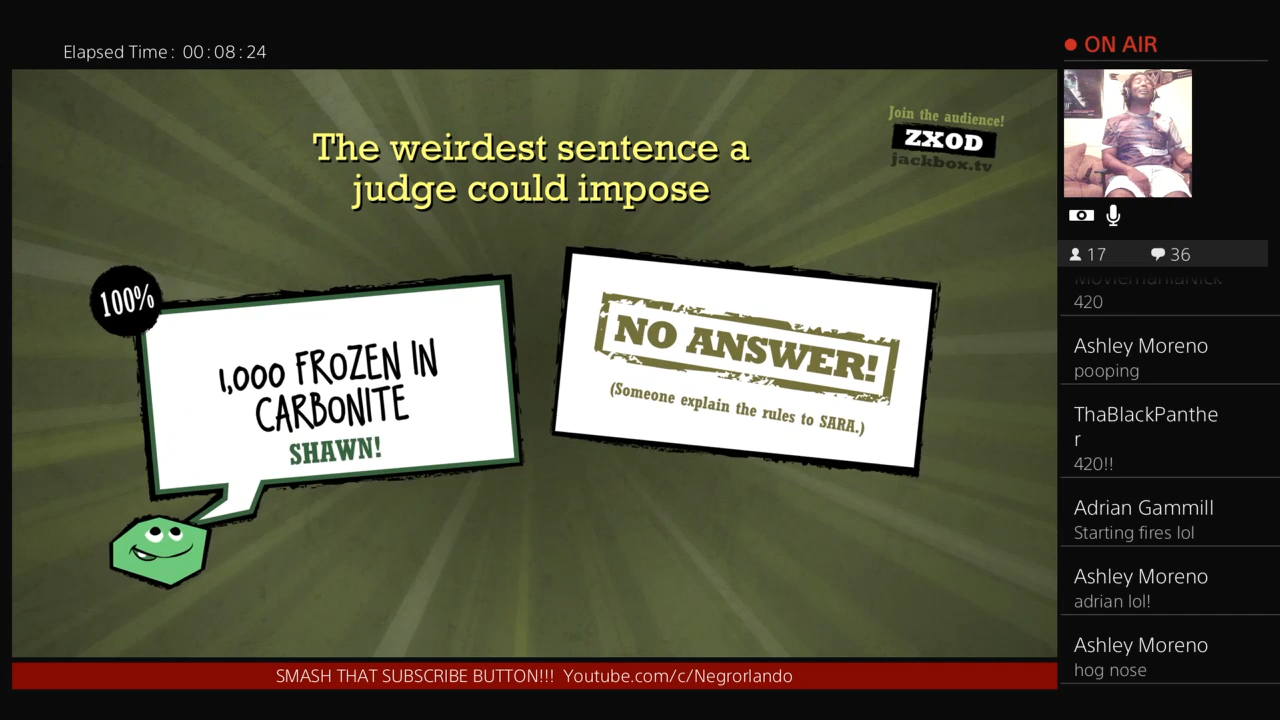 Elapsed Time: 00:08:24
ON AIR
The weirdest sentence a
judge could impose
Join the audience!
ZXOD
jackbox.tv
100%
1,000 FROZEN IN
CARBONITE
SHAWN!
NO ANSWER!
(Someone explain the rules to SARA.)
17 36
MovieManiaNick
420
Ashley Moreno
pooping
ThaBlackPanthe
r
420!!
Adrian Gammill
Starting fires lol
Ashley Moreno
adrian lol!
Ashley Moreno
hog nose
SMASH THAT SUBSCRIBE BUTTON!!! Youtube.com/c/Negrorlando